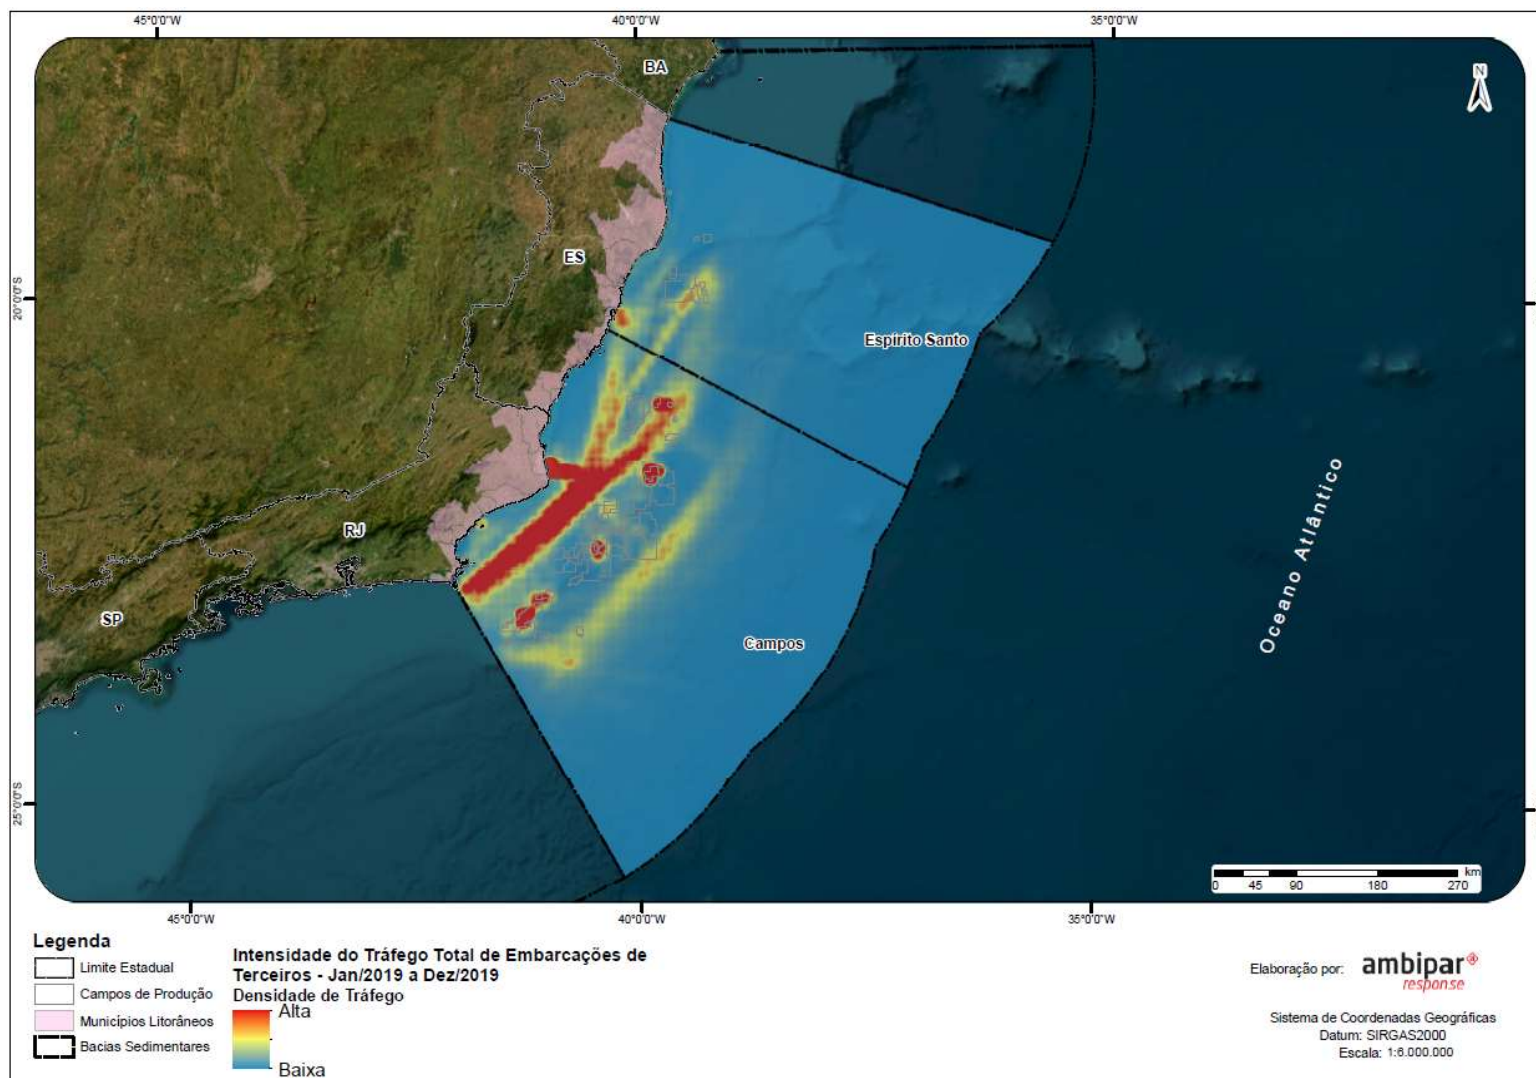 45°0'0"W
40°0'0"W
35°0'0"W
BA
N
ES
20°0'0"S
Espírito Santo
Oceano Atlântico
RJ
SP
Campos
25°0'0"S
km
0 45 90 180 270
45°0'0"W
40°0'0"W
35°0'0"W
Legenda
Limite Estadual
Campos de Produção
Municípios Litorâneos
Bacias Sedimentares
Intensidade do Tráfego Total de Embarcações de
Terceiros - Jan/2019 a Dez/2019
Densidade de Tráfego
Alta
Baixa
Elaboração por:
ambipar
response
Sistema de Coordenadas Geográficas
Datum: SIRGAS2000
Escala: 1:6.000.000